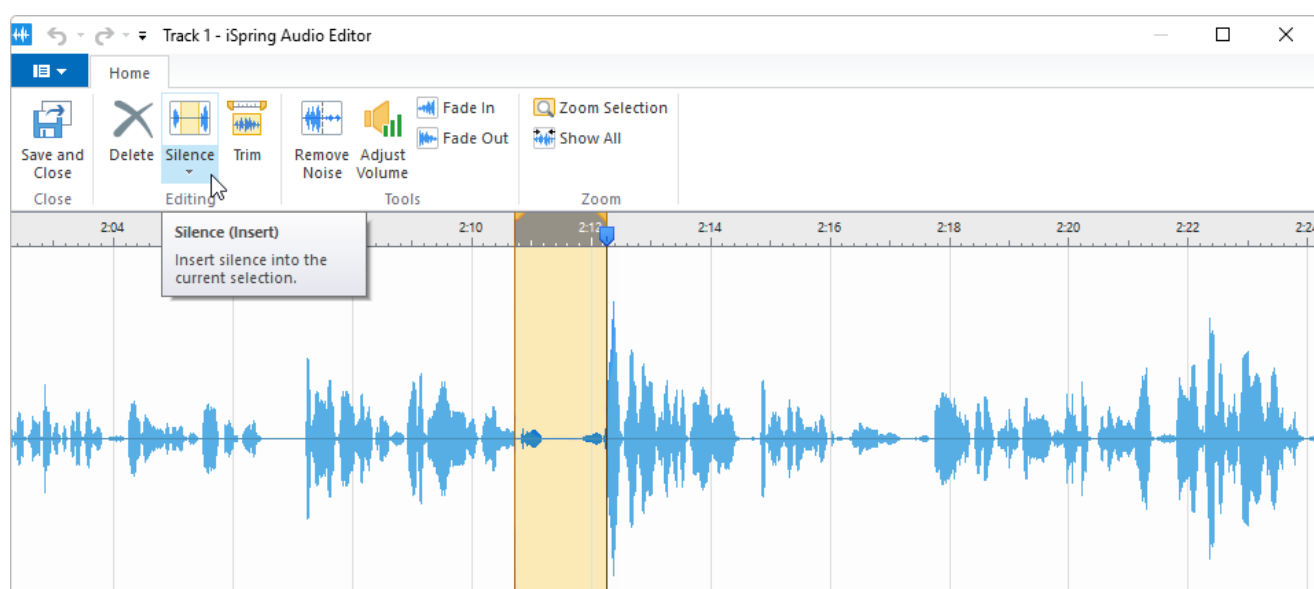 Track 1 - iSpring Audio Editor
Home
Save and Close
Delete
Silence
Trim
Remove Noise
Adjust Volume
Fade In
Fade Out
Zoom Selection
Show All
Close
Editing
Tools
Zoom
2:04
2:10
2:12
2:14
2:16
2:18
2:20
2:22
Silence (Insert)
Insert silence into the
current selection.